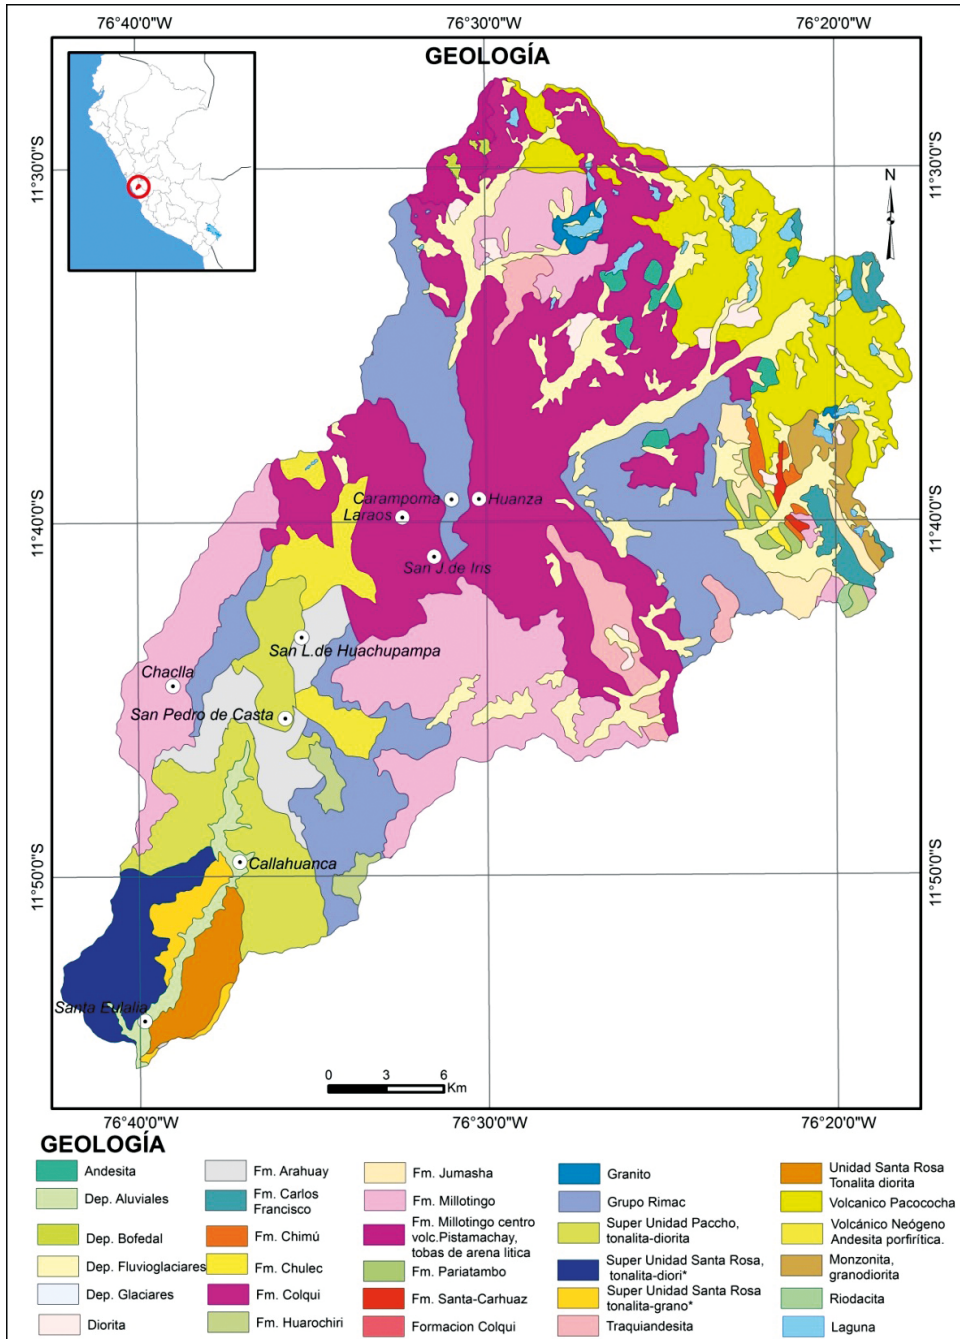 76°40'0"W
76°30'0"W
76°20'0"W
GEOLOGÍA
11°30'0"S
11°30'0"S
N
11°40'0"S
11°40'0"S
Carampoma
Huanza
Laraos
San J.de Iris
San L.de Huachupampa
Chaclla
San Pedro de Casta
Callahuanca
11°50'0"S
11°50'0"S
Santa Eulalia
0 3 6
Km
76°40'0"W
76°30'0"W
76°20'0"W
GEOLOGÍA
Andesita
Dep. Aluviales
Dep. Bofedal
Dep. Fluvioglaciares
Dep. Glaciares
Diorita
Fm. Arahuay
Fm. Carlos
Francisco
Fm. Chimú
Fm. Chulec
Fm. Colqui
Fm. Huarochiri
Fm. Jumasha
Fm. Millotingo
Fm. Millotingo centro
volc.Pistamachay,
tobas de arena litica
Fm. Pariatambo
Fm. Santa-Carhuaz
Formacion Colqui
Granito
Grupo Rimac
Super Unidad Paccho,
tonalita-diorita
Super Unidad Santa Rosa,
tonalita-diori*
Super Unidad Santa Rosa
tonalita-grano*
Traquiandesita
Unidad Santa Rosa
Tonalita diorita
Volcanico Pacococha
Volcánico Neógeno
Andesita porfirítica.
Monzonita,
granodiorita
Riodacita
Laguna